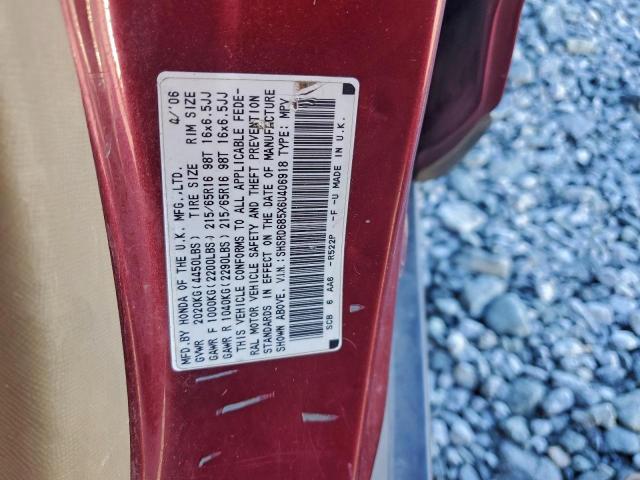 MFD.BY HONDA OF THE U.K. MFG.,LTD. 4/'06
GVWR 2020KG(4450LBS) TIRE SIZE RIM SIZE
GAWR F 1000KG(2200LBS) 215/65R16 98T 16x6.5JJ
GAWR R 1040KG(2290LBS) 215/65R16 98T 16x6.5JJ
THIS VEHICLE CONFORMS TO ALL APPLICABLE FEDE-
RAL MOTOR VEHICLE SAFETY AND THEFT PREVENTION
STANDARDS IN EFFECT ON THE DATE OF MANUFACTURE
SHOWN ABOVE. V.I.N.: SHSRD685X6U406918 TYPE: MPV
SCB 6 AA6 -R522P -F -U MADE IN U.K.